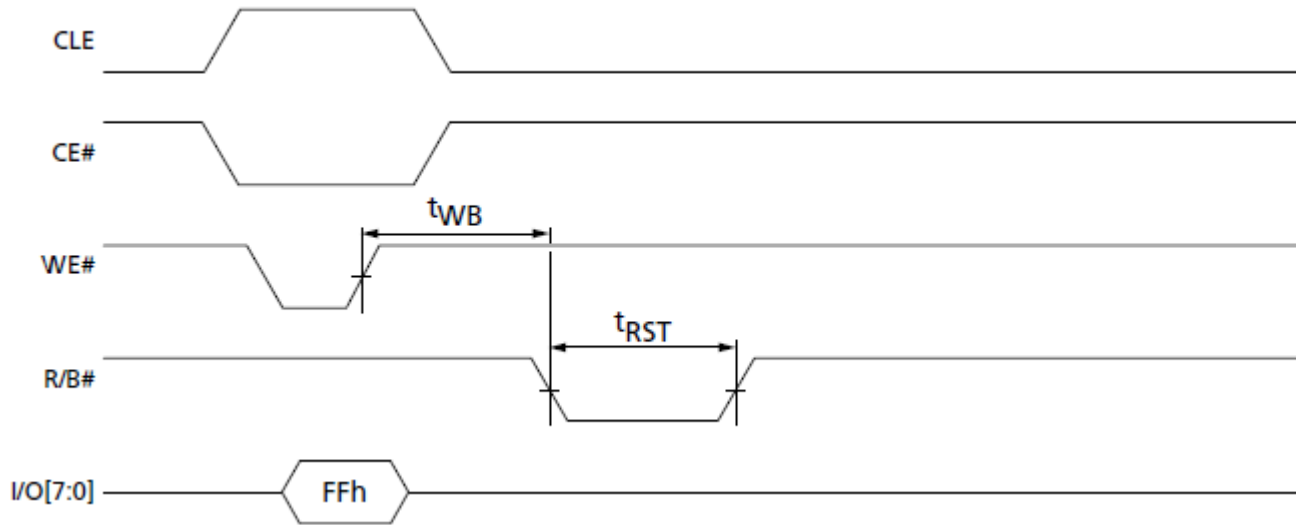 CLE
CE#
tWB
WE#
tRST
R/B#
I/O[7:0]
FFh